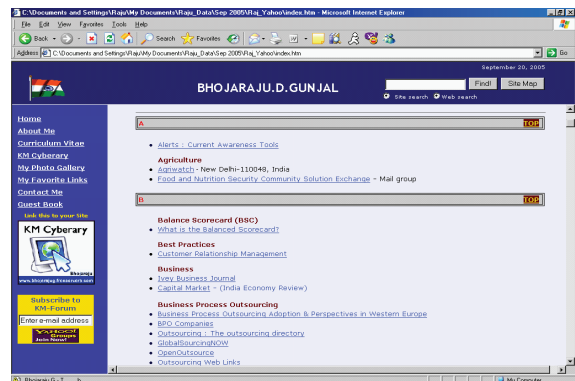 C:\Documents and Settings\Raju\My Documents\Raju_Data\Sep 2005\Raj_Yahoo\index.htm - Microsoft Internet Explorer
File Edit View Favorites Tools Help
Back Search Favorites
Address C:\Documents and Settings\Raju\My Documents\Raju_Data\Sep 2005\Raj_Yahoo\index.htm Go
September 20, 2005
BHOJARAJU.D.GUNJAL
Find! Site Map
Site search Web search
Home
About Me
Curriculum Vitae
KM Cyberary
My Photo Gallery
My Favorite Links
Contact Me
Guest Book
Link this to your Site
KM Cyberary
Bhojaraju
www.bhojarajug.freeservers.com
Subscribe to
KM-Forum
Enter e-mail address
YAHOO!
Groups
Join Now!
A TOP
Alerts : Current Awareness Tools
Agriculture
Agriwatch - New Delhi-110048, India
Food and Nutrition Security Community Solution Exchange - Mail group
B TOP
Balance Scorecard (BSC)
What is the Balanced Scorecard?
Best Practices
Customer Relationship Management
Business
Ivey Business Journal
Capital Market - (India Economy Review)
Business Process Outsourcing
Business Process Outsourcing Adoption & Perspectives in Western Europe
BPO Companies
Outsourcing : The outsourcing directory
GlobalSourcingNOW
OpenOutsource
Outsourcing Web Links
My Computer